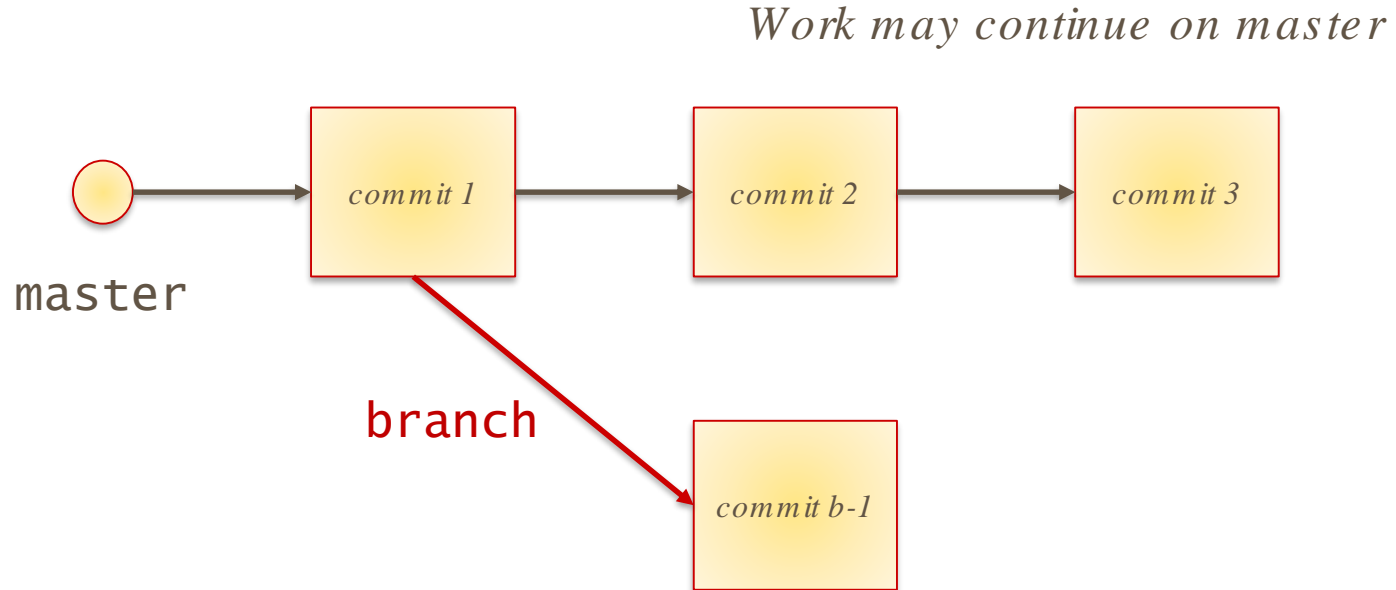 Work may continue on master
commit 1
commit 2
commit 3
master
branch
commit b-1